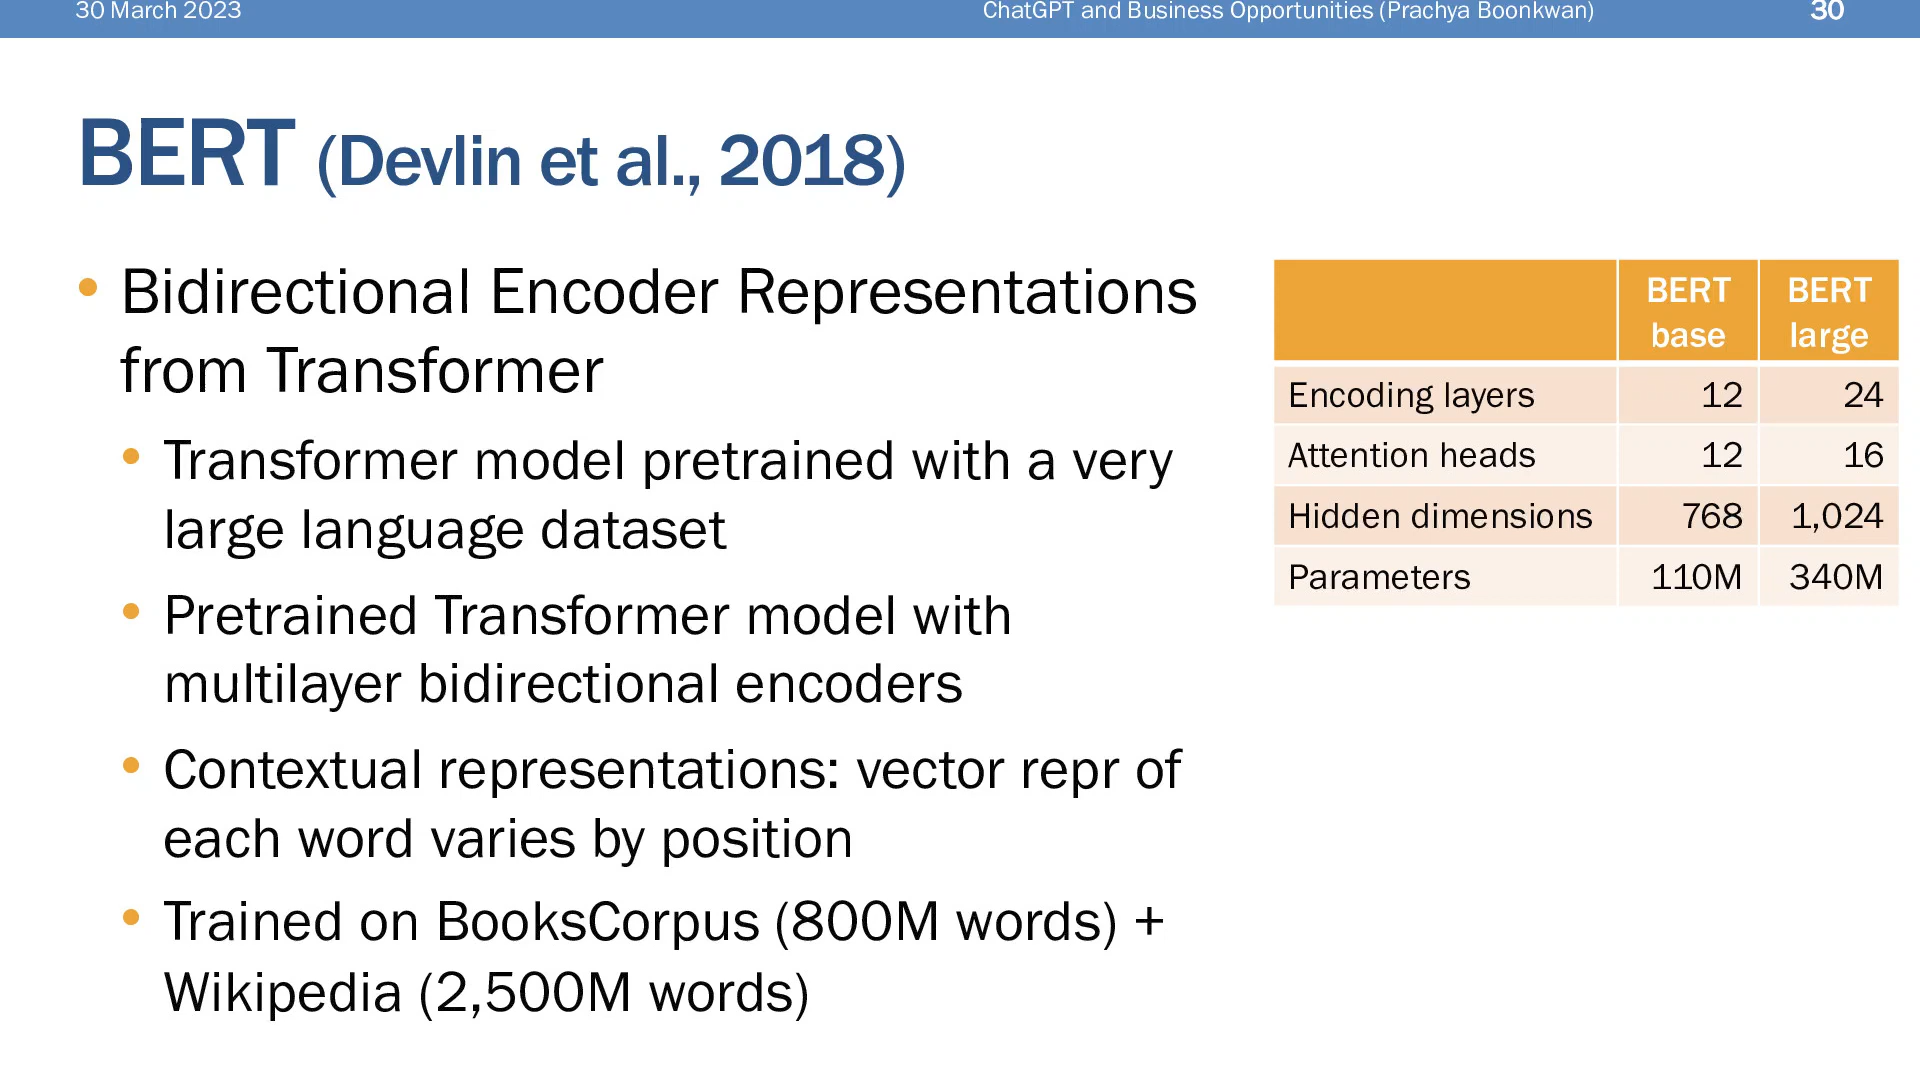 30 March 2023
ChatGPT and Business Opportunities (Prachya Boonkwan)
30
BERT (Devlin et al., 2018)
• Bidirectional Encoder Representations
from Transformer
• Transformer model pretrained with a very
large language dataset
• Pretrained Transformer model with
multilayer bidirectional encoders
• Contextual representations: vector repr of
each word varies by position
• Trained on BooksCorpus (800M words) +
Wikipedia (2,500M words)
BERT base BERT large
Encoding layers 12 24
Attention heads 12 16
Hidden dimensions 768 1,024
Parameters 110M 340M